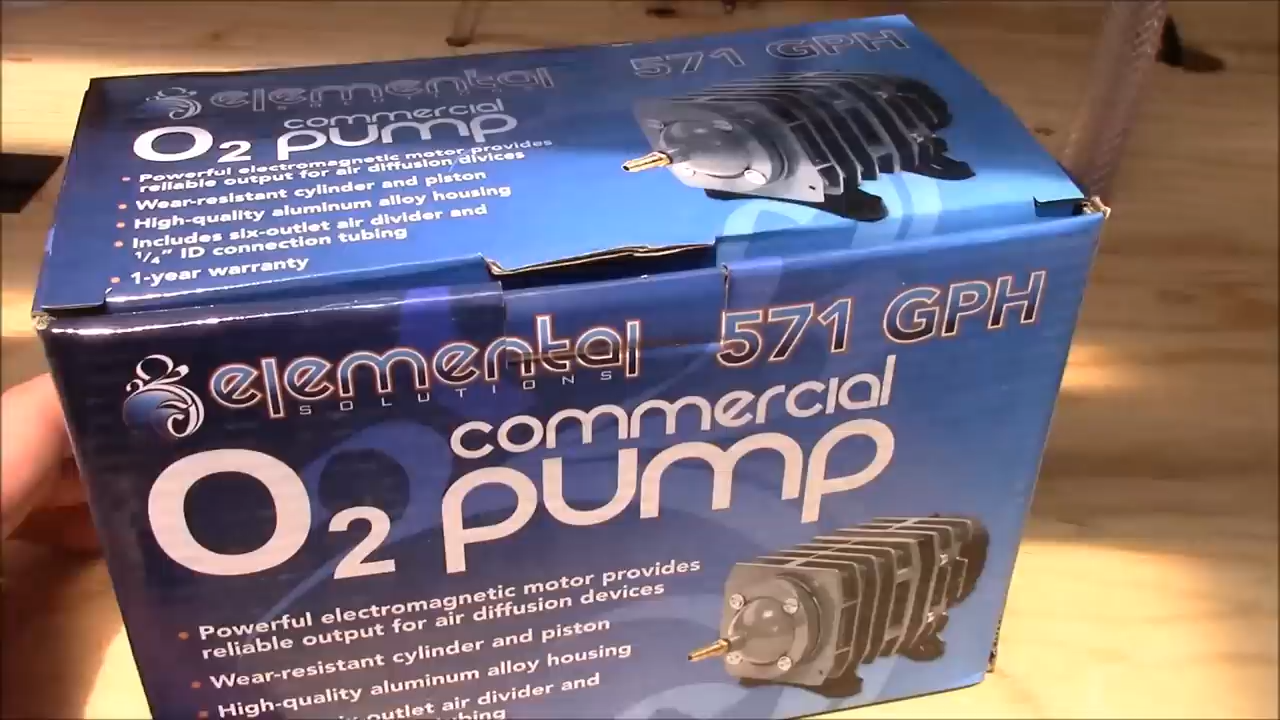 elemental 571 GPH
SOLUTIONS
commercial
O2 pump
• Powerful electromagnetic motor provides
reliable output for air diffusion divices
• Wear-resistant cylinder and piston
• High-quality aluminum alloy housing
• Includes six-outlet air divider and
1/4" ID connection tubing
• 1-year warranty
elemental 571 GPH
SOLUTIONS
commercial
O2 pump
• Powerful electromagnetic motor provides
reliable output for air diffusion devices
• Wear-resistant cylinder and piston
• High-quality aluminum alloy housing
outlet air divider and